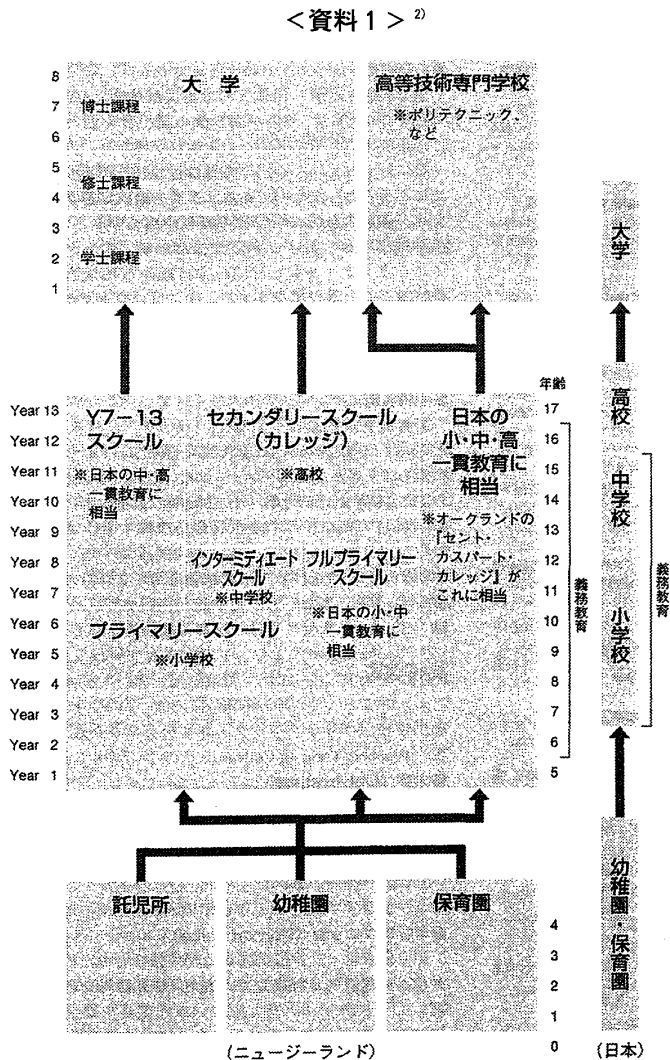 <資料1> 2)
8
7
6
5
4
3
2
1
大 学
博士課程
修士課程
学士課程
高等技術専門学校
※ポリテクニック、
など
大学
年齢
Year 13
Year 12
Year 11
Year 10
Year 9
Year 8
Year 7
Year 6
Year 5
Year 4
Year 3
Year 2
Year 1
Y7-13
スクール
※日本の中・高
一貫教育に
相当
セカンダリースクール
(カレッジ)
※高校
日本の
小・中・高
一貫教育に
相当
※オークランドの
『セント・
カスパート・
カレッジ』が
これに相当
インターミディエート
スクール
※中学校
フルプライマリー
スクール
※日本の小・中
一貫教育に
相当
プライマリースクール
※小学校
17
16
15
14
13
12
11
10
9
8
7
6
5
義務教育
高校
中学校
小学校
義務教育
託児所
幼稚園
保育園
4
3
2
1
0
幼稚園・保育園
(ニュージーランド)
(日本)